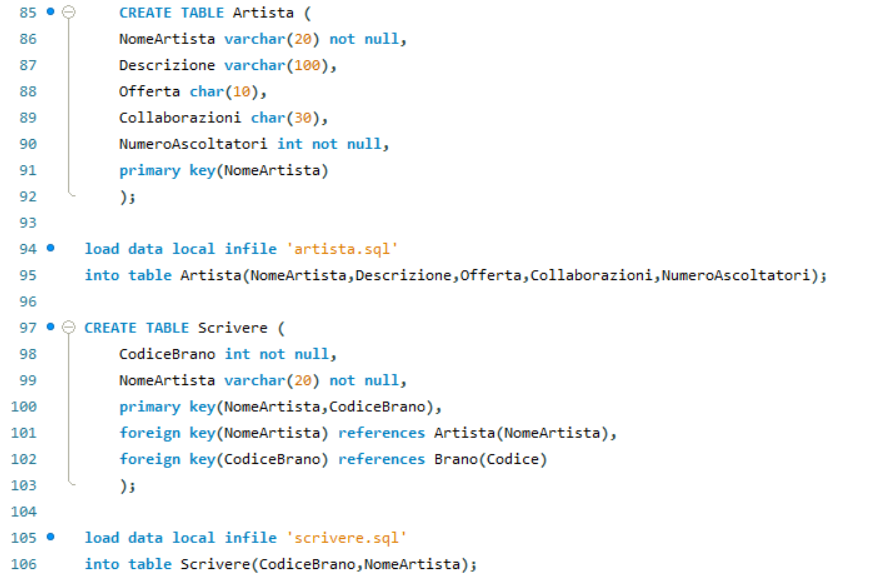 85 CREATE TABLE Artista (
86 NomeArtista varchar(20) not null,
87 Descrizione varchar(100),
88 Offerta char(10),
89 Collaborazioni char(30),
90 NumeroAscoltatori int not null,
91 primary key(NomeArtista)
92 );
93
94 load data local infile 'artista.sql'
95 into table Artista(NomeArtista,Descrizione,Offerta,Collaborazioni,NumeroAscoltatori);
96
97 CREATE TABLE Scrivere (
98 CodiceBrano int not null,
99 NomeArtista varchar(20) not null,
100 primary key(NomeArtista,CodiceBrano),
101 foreign key(NomeArtista) references Artista(NomeArtista),
102 foreign key(CodiceBrano) references Brano(Codice)
103 );
104
105 load data local infile 'scrivere.sql'
106 into table Scrivere(CodiceBrano,NomeArtista);